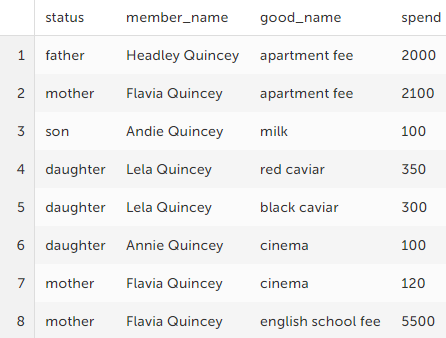 status member_name good_name spend
1 father Headley Quincey apartment fee 2000
2 mother Flavia Quincey apartment fee 2100
3 son Andie Quincey milk 100
4 daughter Lela Quincey red caviar 350
5 daughter Lela Quincey black caviar 300
6 daughter Annie Quincey cinema 100
7 mother Flavia Quincey cinema 120
8 mother Flavia Quincey english school fee 5500